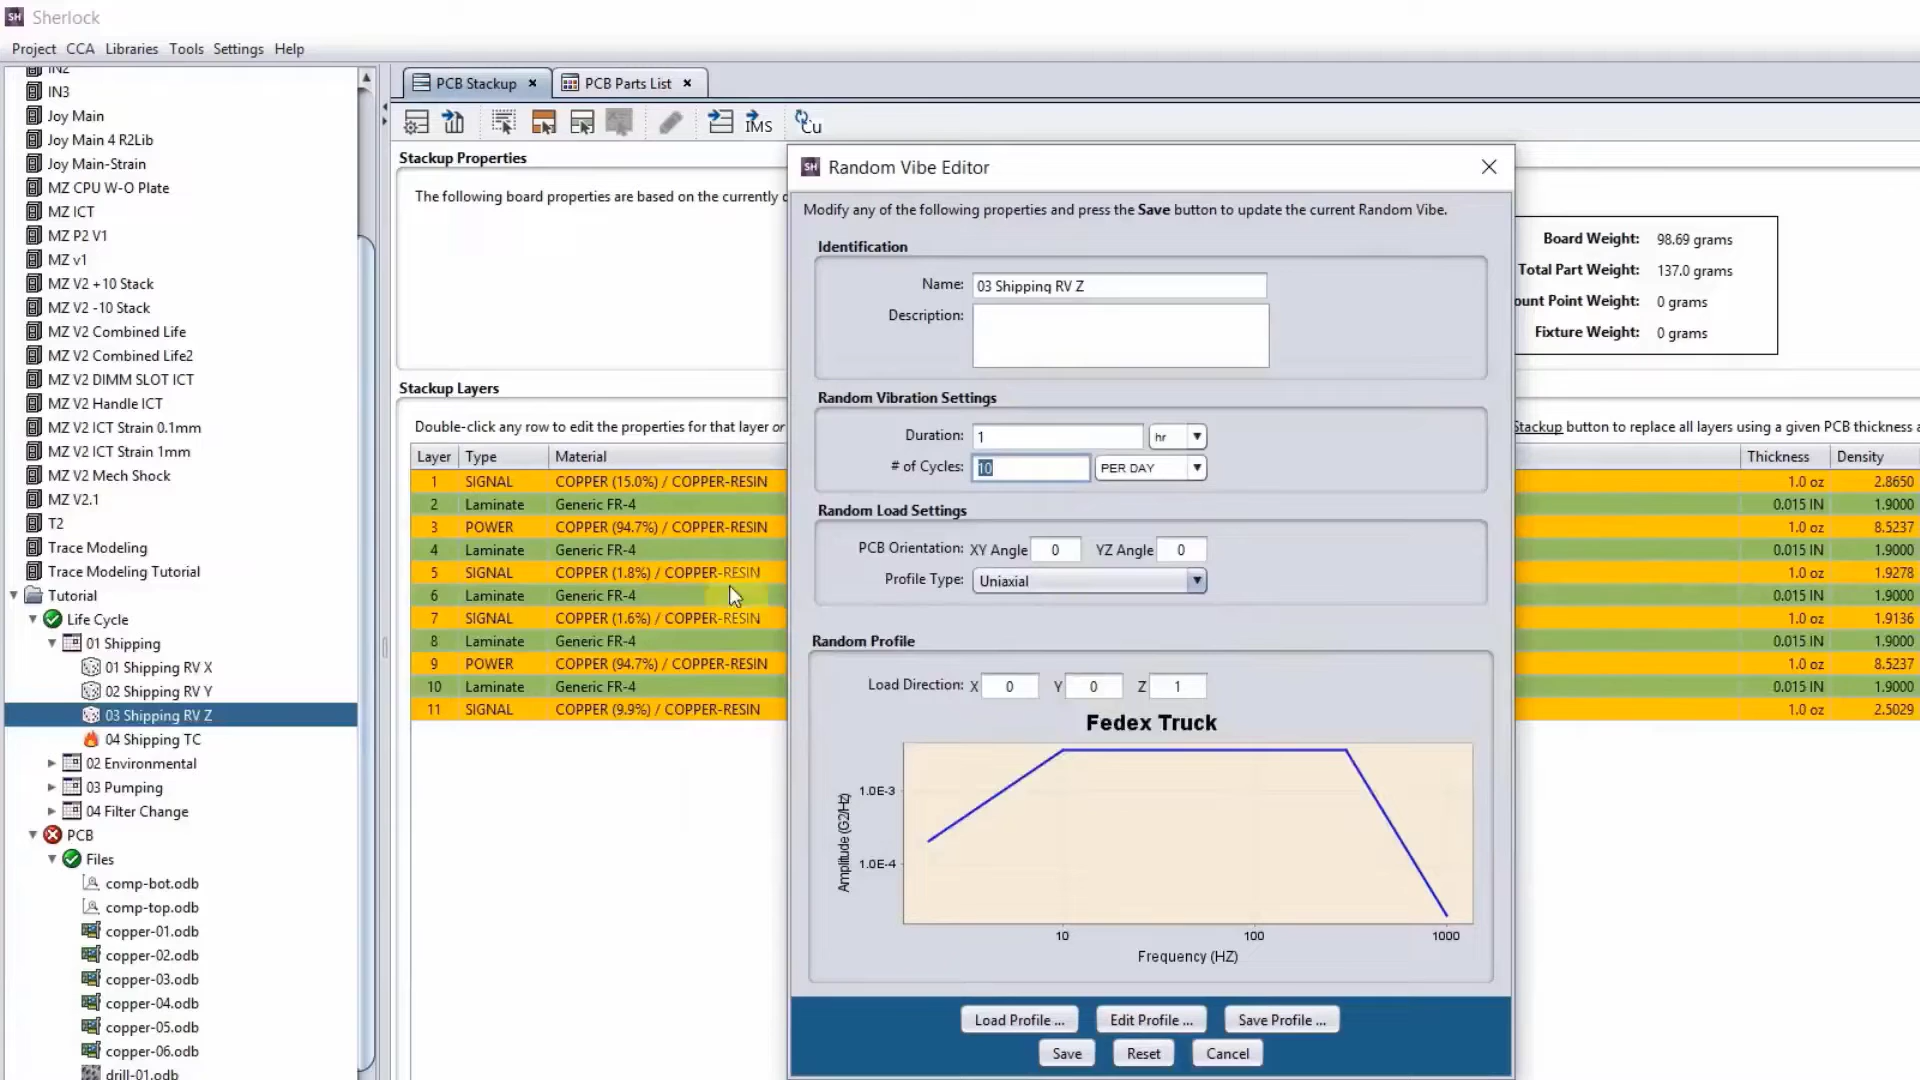 SH Sherlock
Project CCA Libraries Tools Settings Help
IN2
IN3
Joy Main
Joy Main 4 R2Lib
Joy Main-Strain
MZ CPU W-O Plate
MZ ICT
MZ P2 V1
MZ v1
MZ V2 +10 Stack
MZ V2 -10 Stack
MZ V2 Combined Life
MZ V2 Combined Life2
MZ V2 DIMM SLOT ICT
MZ V2 Handle ICT
MZ V2 ICT Strain 0.1mm
MZ V2 ICT Strain 1mm
MZ V2 Mech Shock
MZ V2.1
T2
Trace Modeling
Trace Modeling Tutorial
Tutorial
Life Cycle
01 Shipping
01 Shipping RV X
02 Shipping RV Y
03 Shipping RV Z
04 Shipping TC
02 Environmental
03 Pumping
04 Filter Change
PCB
Files
comp-bot.odb
comp-top.odb
copper-01.odb
copper-02.odb
copper-03.odb
copper-04.odb
copper-05.odb
copper-06.odb
drill-01.odb
PCB Stackup PCB Parts List
IMS Cu
Stackup Properties
The following board properties are based on the currently
Board Weight: 98.69 grams
Total Part Weight: 137.0 grams
ount Point Weight: 0 grams
Fixture Weight: 0 grams
Stackup Layers
Double-click any row to edit the properties for that layer or
Stackup button to replace all layers using a given PCB thickness a
Layer Type Material Thickness Density
1 SIGNAL COPPER (15.0%) / COPPER-RESIN 1.0 oz 2.8650
2 Laminate Generic FR-4 0.015 IN 1.9000
3 POWER COPPER (94.7%) / COPPER-RESIN 1.0 oz 8.5237
4 Laminate Generic FR-4 0.015 IN 1.9000
5 SIGNAL COPPER (1.8%) / COPPER-RESIN 1.0 oz 1.9278
6 Laminate Generic FR-4 0.015 IN 1.9000
7 SIGNAL COPPER (1.6%) / COPPER-RESIN 1.0 oz 1.9136
8 Laminate Generic FR-4 0.015 IN 1.9000
9 POWER COPPER (94.7%) / COPPER-RESIN 1.0 oz 8.5237
10 Laminate Generic FR-4 0.015 IN 1.9000
11 SIGNAL COPPER (9.9%) / COPPER-RESIN 1.0 oz 2.5029
SH Random Vibe Editor
Modify any of the following properties and press the Save button to update the current Random Vibe.
Identification
Name: 03 Shipping RV Z
Description:
Random Vibration Settings
Duration: 1 hr
# of Cycles: 10 PER DAY
Random Load Settings
PCB Orientation: XY Angle 0 YZ Angle 0
Profile Type: Uniaxial
Random Profile
Load Direction: X 0 Y 0 Z 1
Fedex Truck
Amplitude (G2/Hz)
1.0E-3
1.0E-4
10 100 1000
Frequency (HZ)
Load Profile ... Edit Profile ... Save Profile ...
Save Reset Cancel